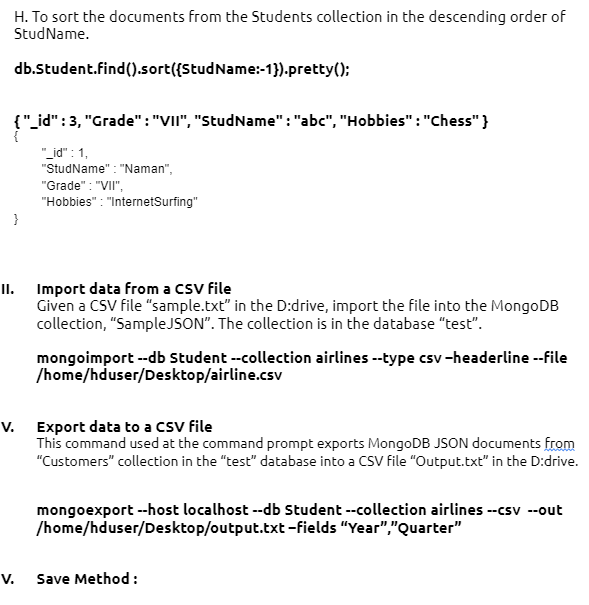 H. To sort the documents from the Students collection in the descending order of
StudName.
db.Student.find().sort({StudName:-1}).pretty();
{ "_id" : 3, "Grade" : "VII", "StudName" : "abc", "Hobbies" : "Chess" }
{
"_id" : 1,
"StudName" : "Naman",
"Grade" : "VII",
"Hobbies" : "InternetSurfing"
}
II. Import data from a CSV file
Given a CSV file “sample.txt” in the D:drive, import the file into the MongoDB
collection, “SampleJSON”. The collection is in the database “test”.
mongoimport --db Student --collection airlines --type csv –headerline --file
/home/hduser/Desktop/airline.csv
V. Export data to a CSV file
This command used at the command prompt exports MongoDB JSON documents from
“Customers” collection in the “test” database into a CSV file “Output.txt” in the D:drive.
mongoexport --host localhost --db Student --collection airlines --csv --out
/home/hduser/Desktop/output.txt –fields “Year”,”Quarter”
V. Save Method :